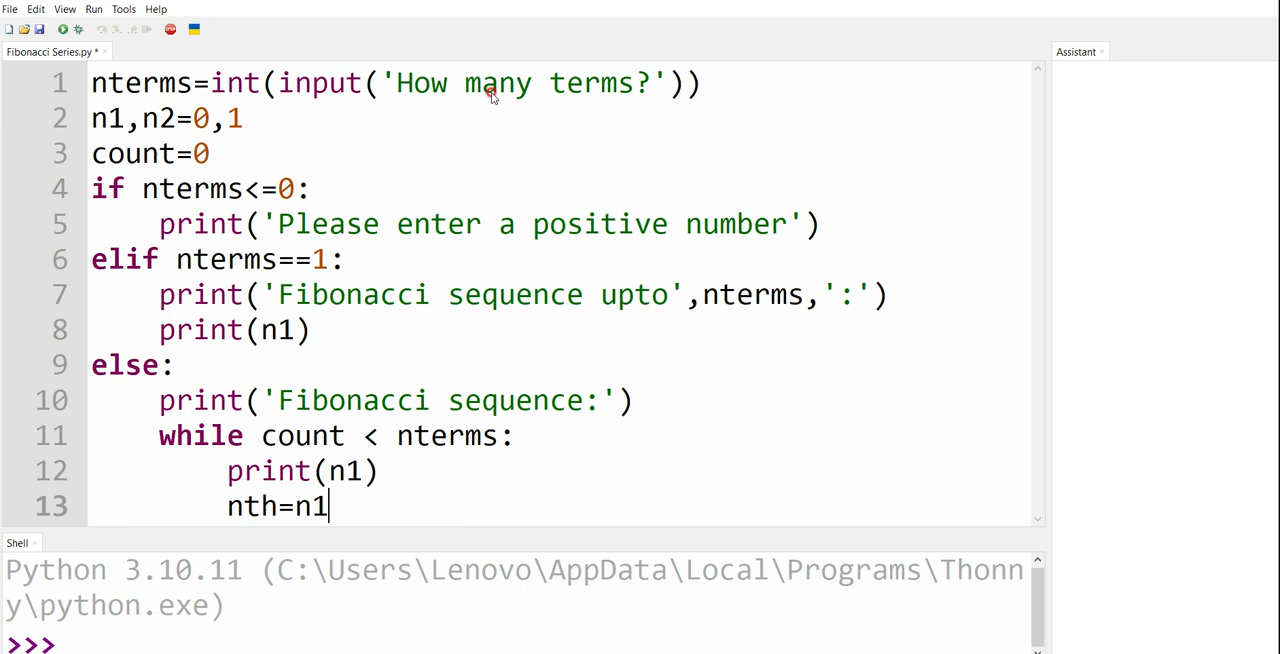 File Edit View Run Tools Help
Fibonacci Series.py * ×
Assistant ×
1 nterms=int(input('How many terms?'))
2 n1,n2=0,1
3 count=0
4 if nterms<=0:
5     print('Please enter a positive number')
6 elif nterms==1:
7     print('Fibonacci sequence upto',nterms,':')
8     print(n1)
9 else:
10     print('Fibonacci sequence:')
11     while count < nterms:
12         print(n1)
13         nth=n1
Shell ×
Python 3.10.11 (C:\Users\Lenovo\AppData\Local\Programs\Thonn
y\python.exe)
>>>